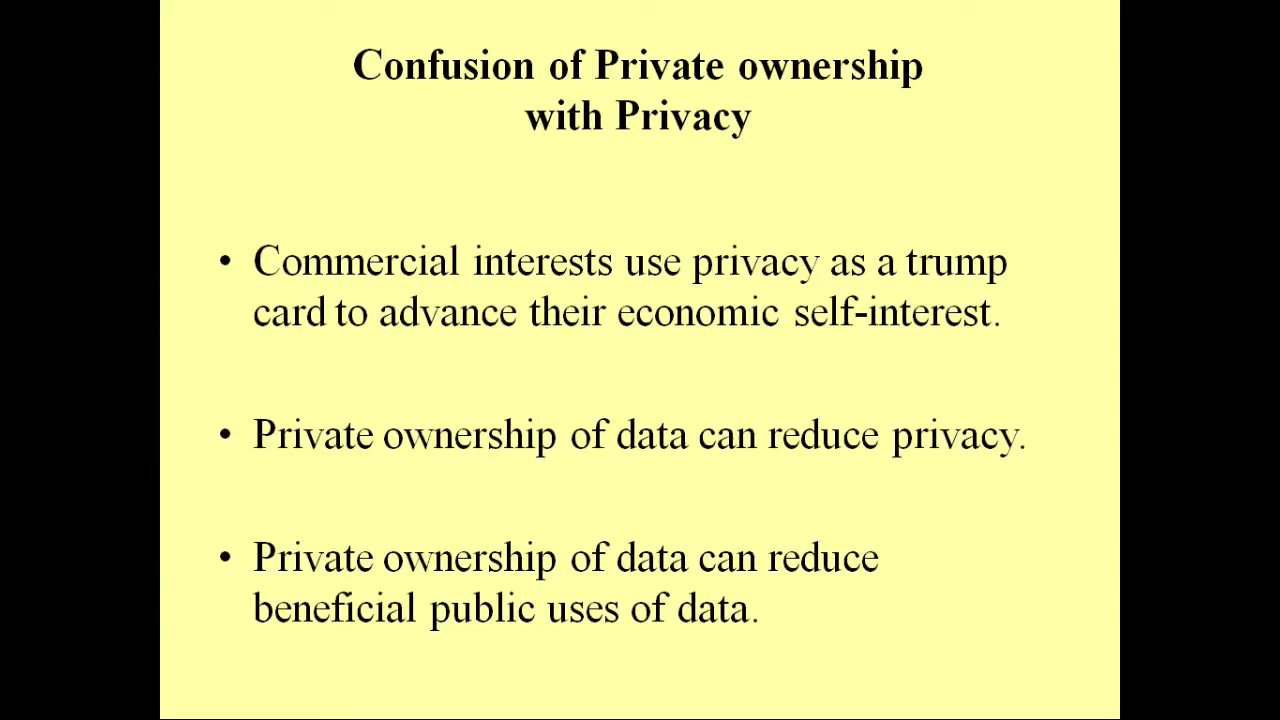 Confusion of Private ownership
with Privacy
• Commercial interests use privacy as a trump
card to advance their economic self-interest.
• Private ownership of data can reduce privacy.
• Private ownership of data can reduce
beneficial public uses of data.